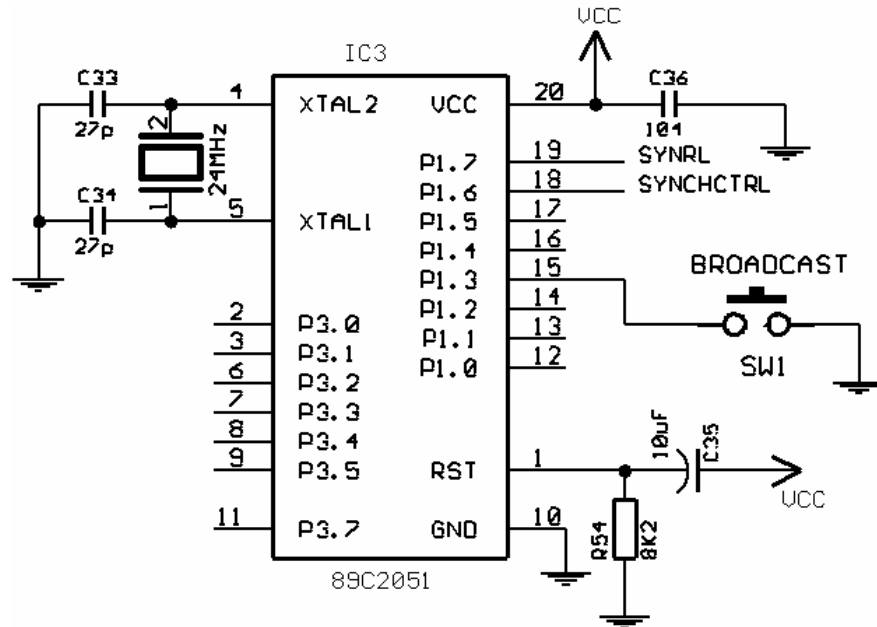 VCC
IC3
C33
27p
4
XTAL2
VCC
20
C36
104
2
24MHz
1
P1.7
19
SYNRL
P1.6
18
SYNCHCTRL
C34
27p
5
XTAL1
P1.5
17
P1.4
16
P1.3
15
BROADCAST
SW1
P1.2
14
P1.1
13
P1.0
12
2
P3.0
3
P3.1
6
P3.2
7
P3.3
8
P3.4
9
P3.5
RST
1
10uF
C35
VCC
11
P3.7
GND
10
R54
8K2
89C2051